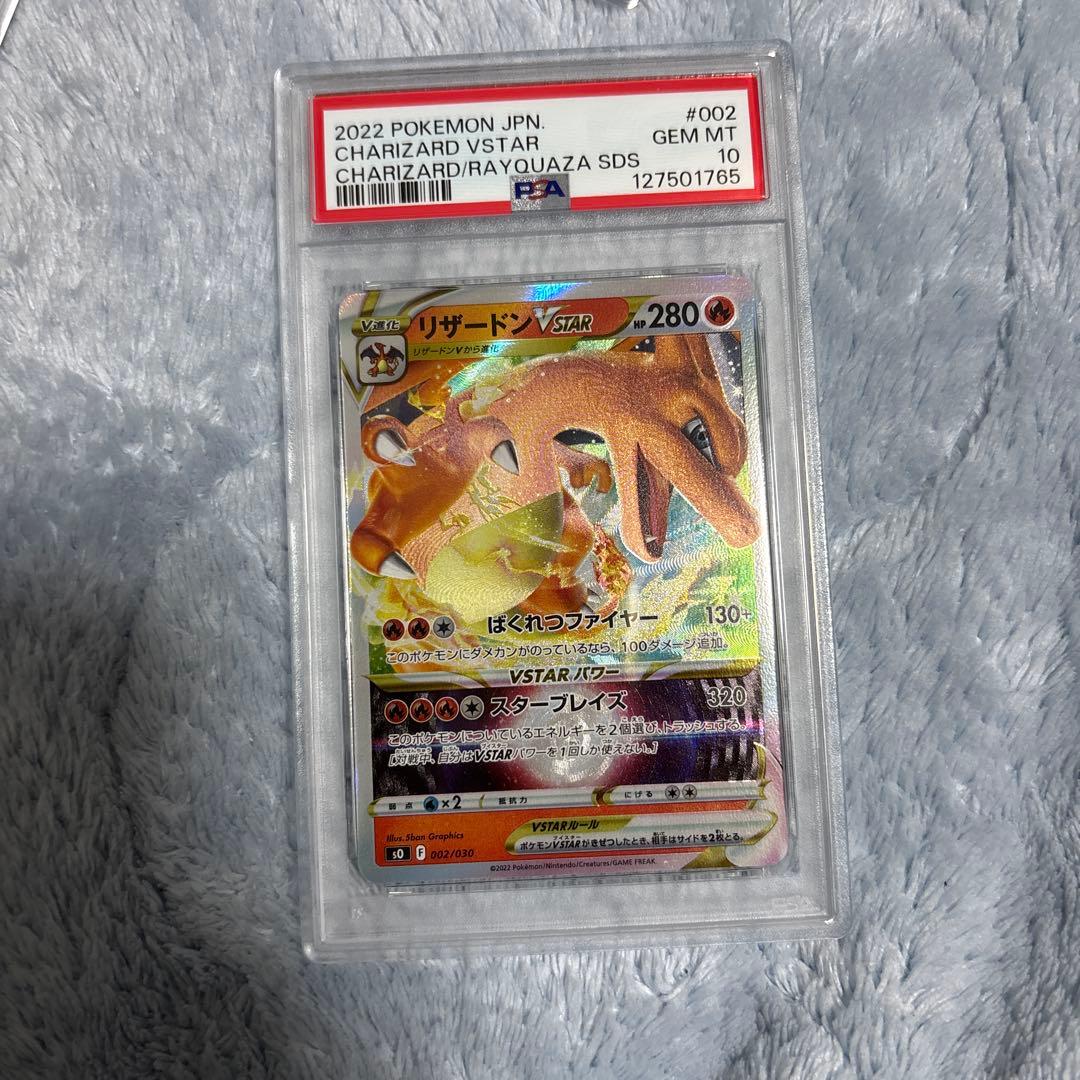 2022 POKEMON JPN. #002
CHARIZARD VSTAR GEM MT
CHARIZARD/RAYQUAZA SDS 10
PSA 127501765
V進化 リザードンVSTAR HP 280
リザードンVから進化
ばくれつファイヤー 130+
このポケモンにダメカンがのっているなら、100ダメージ追加。
VSTARパワー
スターブレイズ 320
このポケモンについているエネルギーを2個選び、トラッシュする。
[対戦中、自分はVSTARパワーを1回しか使えない。]
弱点 ×2 抵抗力 にげる
Illus. 5ban Graphics
VSTARルール
ポケモンVSTARがきぜつしたとき、相手はサイドを2枚とる。
sO F 002/030
©2022 Pokémon/Nintendo/Creatures/GAME FREAK.